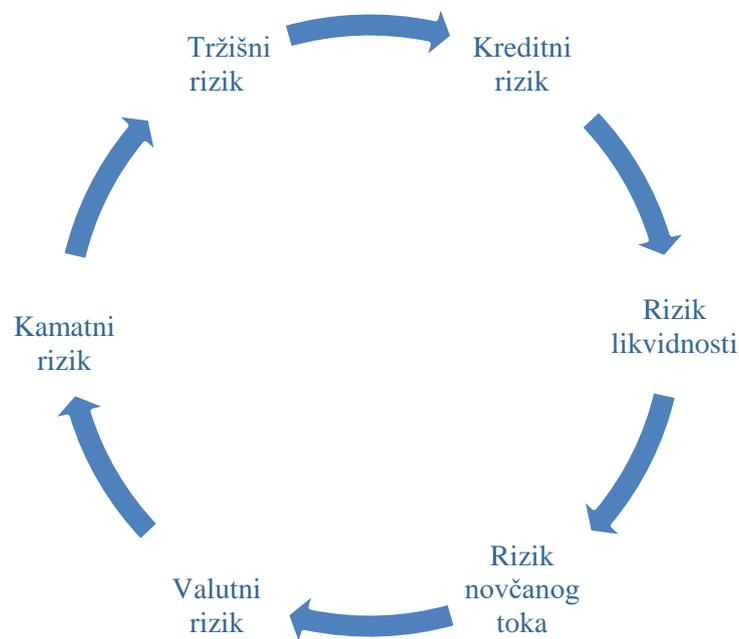 Tržišni
rizik
Kreditni
rizik
Rizik
likvidnosti
Rizik
novčanog
toka
Valutni
rizik
Kamatni
rizik